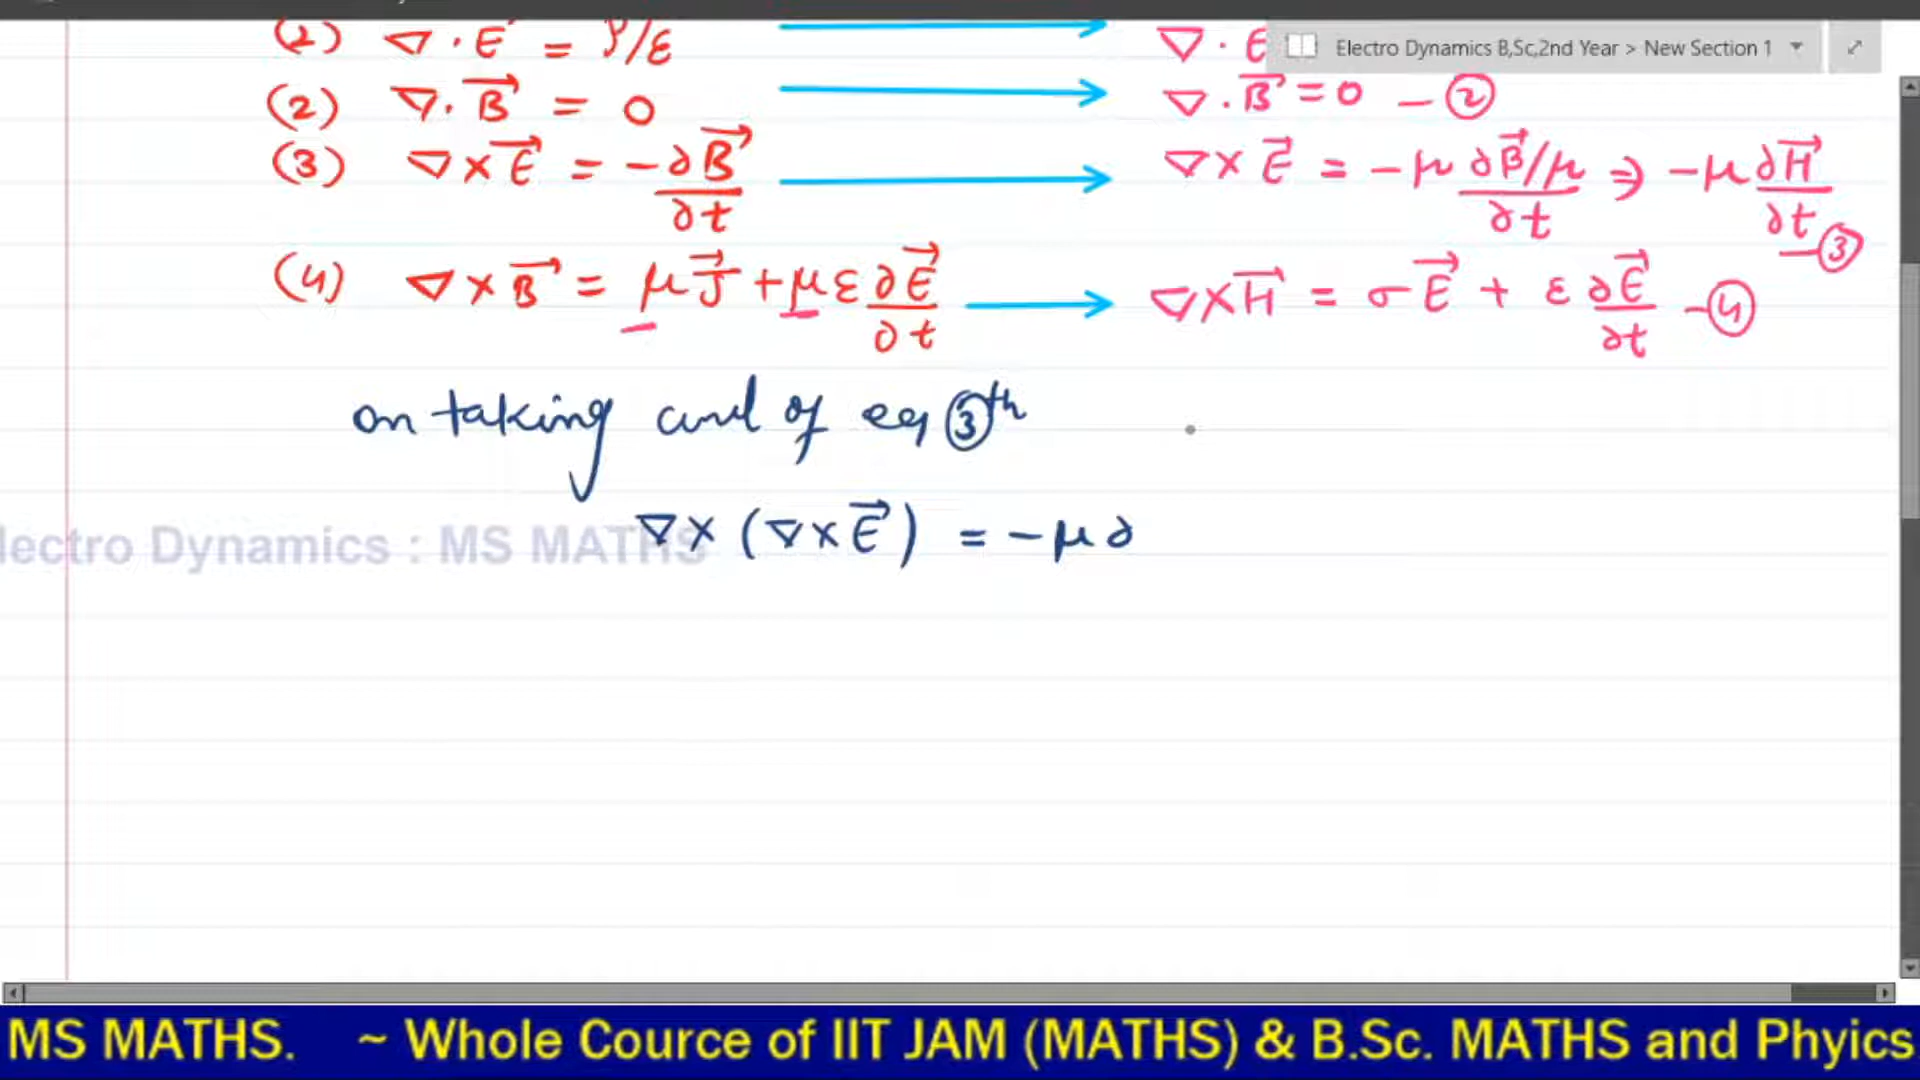 (1) ∇ · E = ρ/ε ∇ · E
Electro Dynamics B,Sc,2nd Year > New Section 1
(2) ∇ · B⃗ = 0 ∇ · B⃗ = 0 – ②
(3) ∇ × E⃗ = -∂B⃗/∂t ∇ × E⃗ = -μ ∂B⃗/μ/∂t ⇒ -μ ∂H⃗/∂t – ③
(4) ∇ × B⃗ = μJ⃗ + με ∂E⃗/∂t ∇ × H⃗ = σE⃗ + ε ∂E⃗/∂t – ④
on taking curl of eq ③th
∇ × (∇ × E⃗) = -μ ∂
lectro Dynamics : MS MATHS
MS MATHS. ~ Whole Cource of IIT JAM (MATHS) & B.Sc. MATHS and Phyics